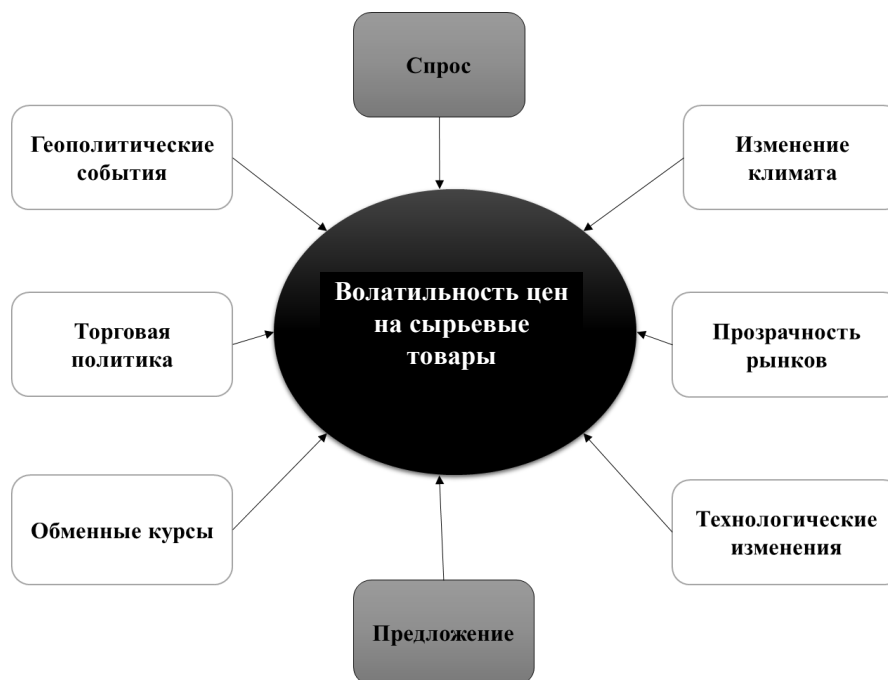 Спрос
Геополитические
события
Изменение
климата
Волатильность цен
на сырьевые
товары
Торговая
политика
Прозрачность
рынков
Обменные курсы
Технологические
изменения
Предложение